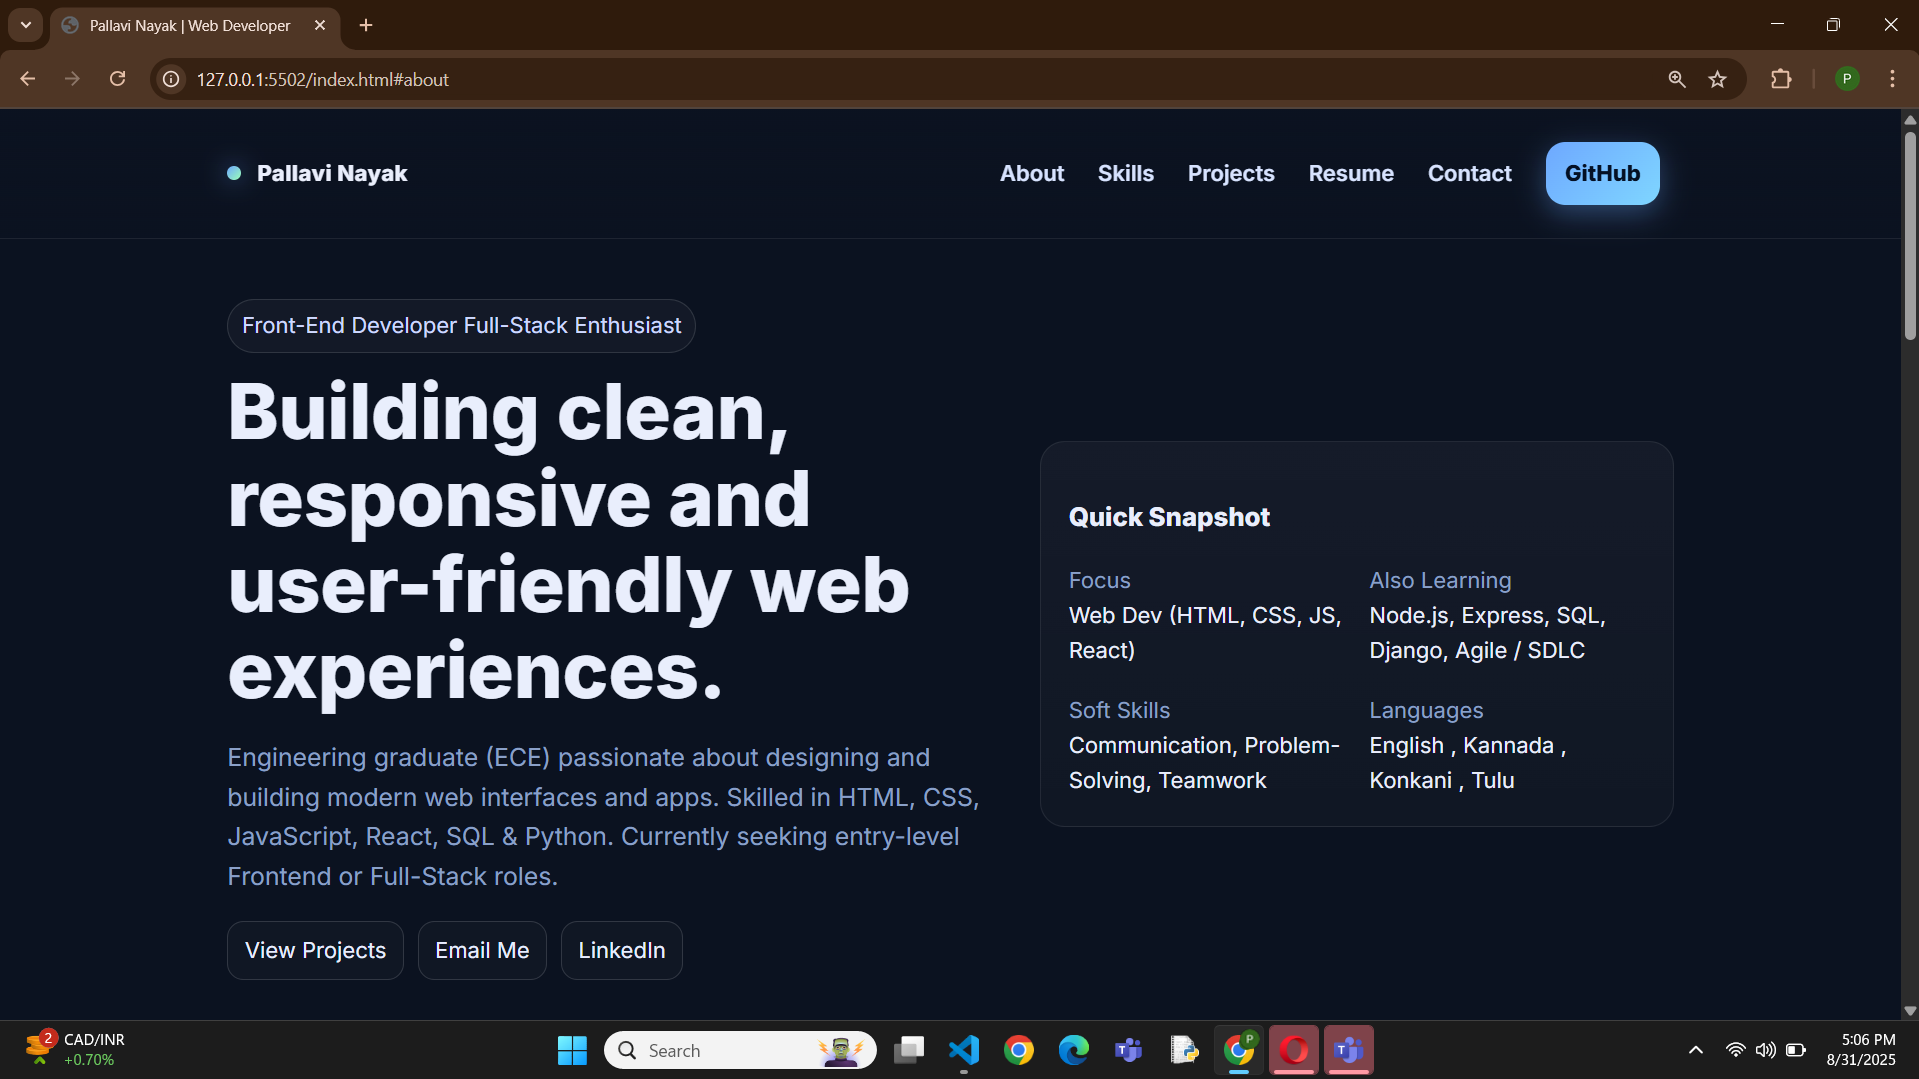 Pallavi Nayak | Web Developer
127.0.0.1:5502/index.html#about
P
Pallavi Nayak
About
Skills
Projects
Resume
Contact
GitHub
Front-End Developer Full-Stack Enthusiast
Building clean,
responsive and
user-friendly web
experiences.
Engineering graduate (ECE) passionate about designing and
building modern web interfaces and apps. Skilled in HTML, CSS,
JavaScript, React, SQL & Python. Currently seeking entry-level
Frontend or Full-Stack roles.
View Projects
Email Me
LinkedIn
Quick Snapshot
Focus
Web Dev (HTML, CSS, JS,
React)
Also Learning
Node.js, Express, SQL,
Django, Agile / SDLC
Soft Skills
Communication, Problem-
Solving, Teamwork
Languages
English , Kannada ,
Konkani , Tulu
2
CAD/INR
+0.70%
Search
P
5:06 PM
8/31/2025